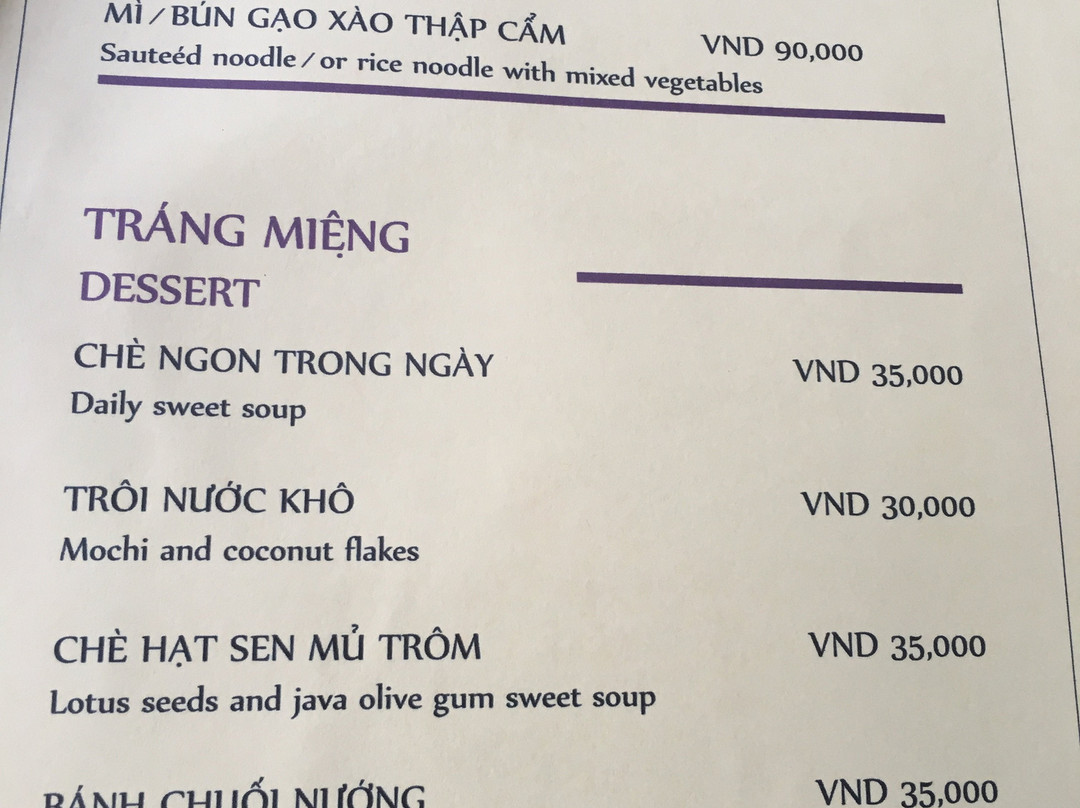 MÌ / BÚN GẠO XÀO THẬP CẨM VND 90,000
Sauteéd noodle / or rice noodle with mixed vegetables
TRÁNG MIỆNG
DESSERT
CHÈ NGON TRONG NGÀY VND 35,000
Daily sweet soup
TRÔI NƯỚC KHÔ VND 30,000
Mochi and coconut flakes
CHÈ HẠT SEN MỦ TRÔM VND 35,000
Lotus seeds and java olive gum sweet soup
BÁNH CHUỐI NƯỚNG VND 35,000